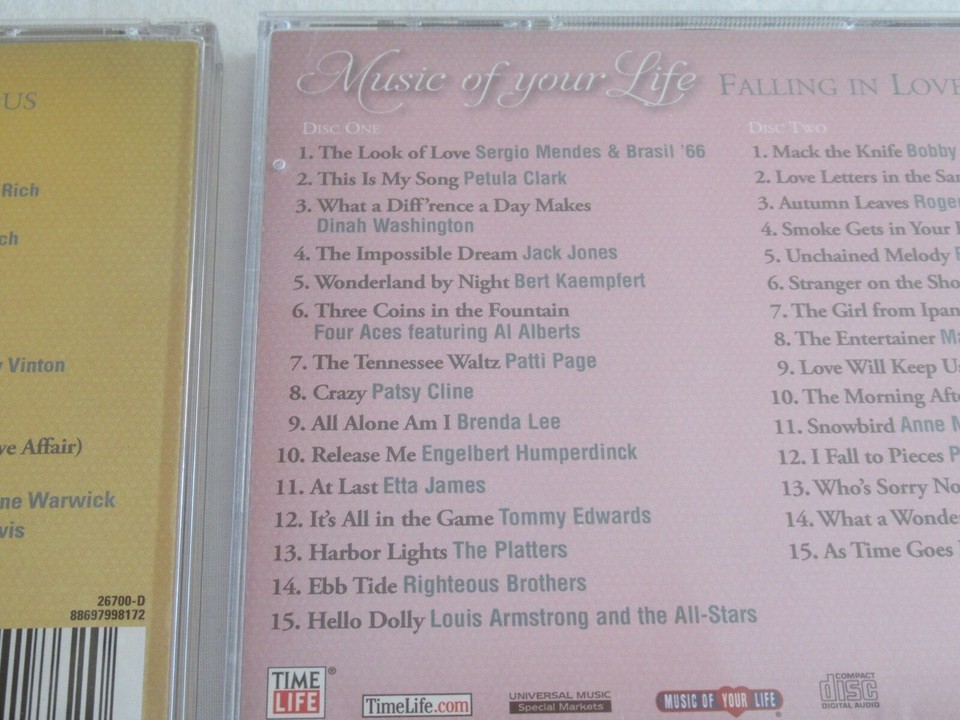 US
Rich
ch
Vinton
ve Affair)
ne Warwick
vis
26700-D
88697998172
Music of your Life FALLING IN LOVE
DISC ONE
1. The Look of Love Sergio Mendes & Brasil '66
2. This Is My Song Petula Clark
3. What a Diff'rence a Day Makes
Dinah Washington
4. The Impossible Dream Jack Jones
5. Wonderland by Night Bert Kaempfert
6. Three Coins in the Fountain
Four Aces featuring Al Alberts
7. The Tennessee Waltz Patti Page
8. Crazy Patsy Cline
9. All Alone Am I Brenda Lee
10. Release Me Engelbert Humperdinck
11. At Last Etta James
12. It's All in the Game Tommy Edwards
13. Harbor Lights The Platters
14. Ebb Tide Righteous Brothers
15. Hello Dolly Louis Armstrong and the All-Stars
DISC TWO
1. Mack the Knife Bobby
2. Love Letters in the San
3. Autumn Leaves Roger
4. Smoke Gets in Your
5. Unchained Melody
6. Stranger on the Sho
7. The Girl from Ipan
8. The Entertainer Ma
9. Love Will Keep U
10. The Morning Afte
11. Snowbird Anne M
12. I Fall to Pieces P
13. Who's Sorry No
14. What a Wonde
15. As Time Goes
TIME LIFE ®
TimeLife.com
UNIVERSAL MUSIC
Special Markets
MUSIC OF YOUR LIFE
COMPACT
disc
DIGITAL AUDIO